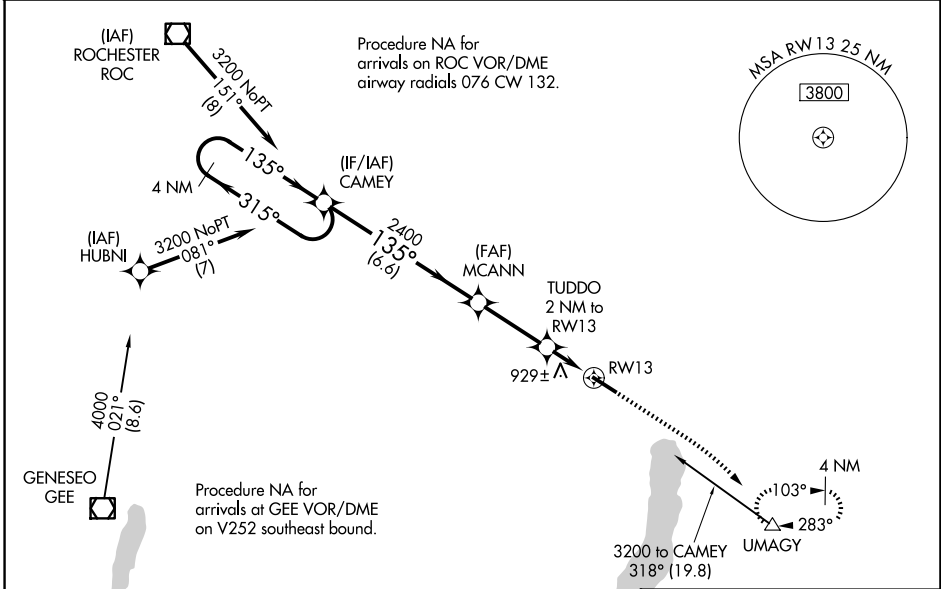 (IAF)
ROCHESTER
ROC
3200 NoPT
151°
(8)
Procedure NA for
arrivals on ROC VOR/DME
airway radials 076 CW 132.
MSA RW13 25 NM
3800
135°
4 NM
315°
(IF/IAF)
CAMEY
(IAF)
HUBNI
3200 NoPT
081°
(7)
2400
135°
(6.6)
(FAF)
MCANN
TUDDO
2 NM to
RW13
929±
RW13
4000
021°
(8.6)
GENESEO
GEE
Procedure NA for
arrivals at GEE VOR/DME
on V252 southeast bound.
4 NM
103°
283°
UMAGY
3200 to CAMEY
318° (19.8)